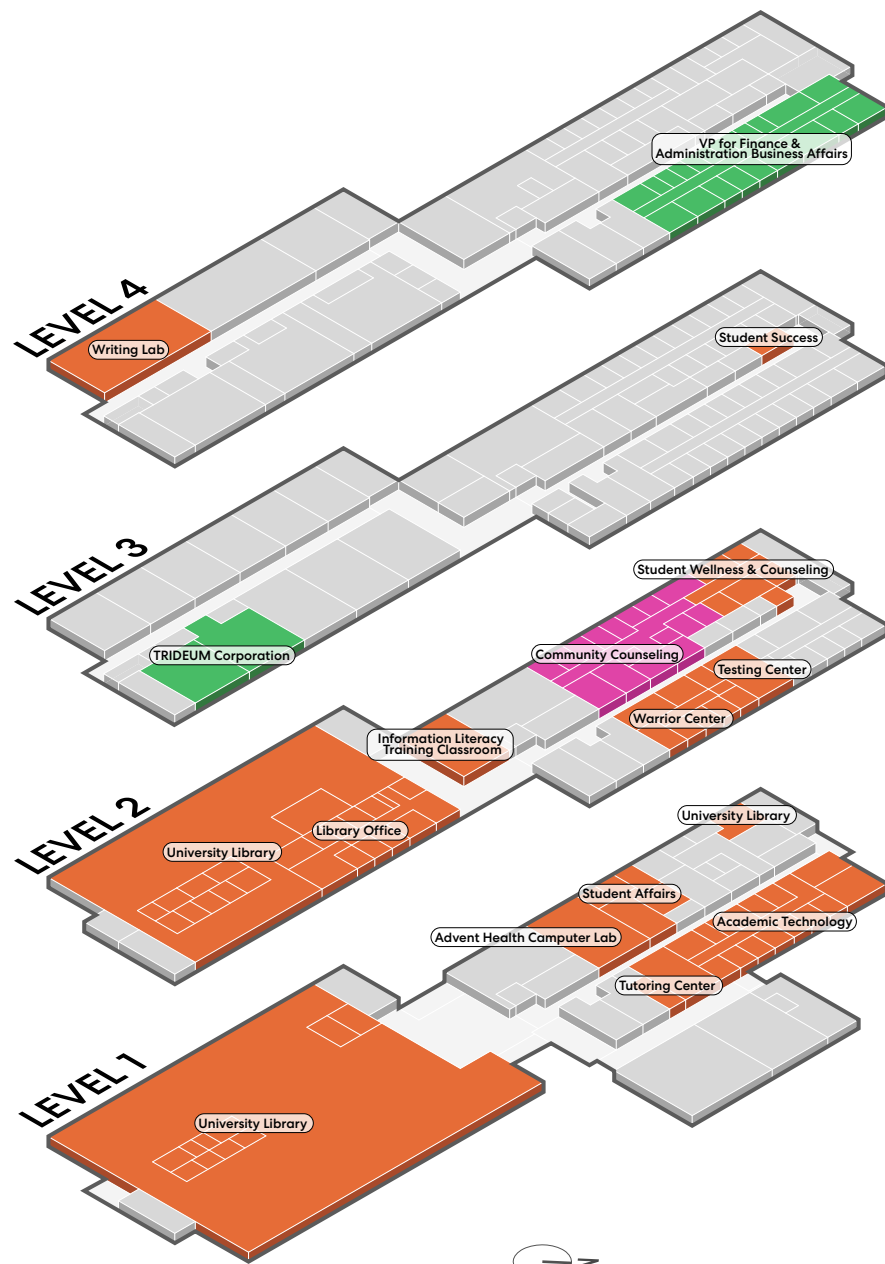 VP for Finance &
Administration Business Affairs
LEVEL 4
Writing Lab
Student Success
LEVEL 3
TRIDEUM Corporation
Student Wellness & Counseling
Community Counseling
Testing Center
Warrior Center
Information Literacy
Training Classroom
LEVEL 2
Library Office
University Library
University Library
Student Affairs
Academic Technology
Advent Health Camputer Lab
Tutoring Center
LEVEL 1
University Library